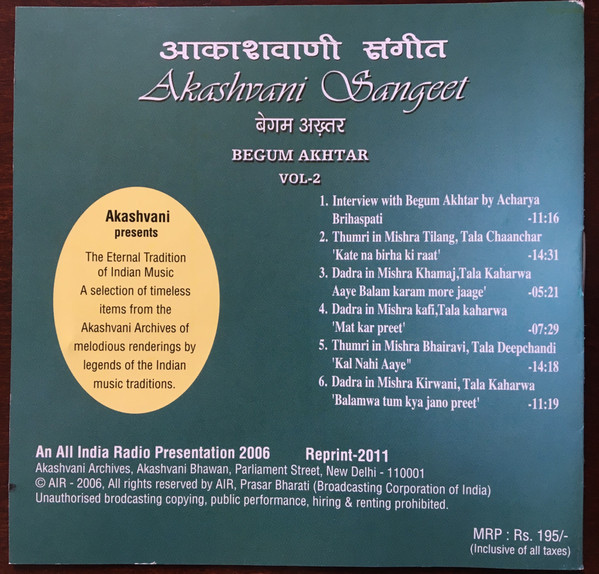 आकाशवाणी संगीत
Akashvani Sangeet
बेगम अख़्तर
BEGUM AKHTAR
VOL-2
Akashvani
presents
The Eternal Tradition
of Indian Music
A selection of timeless
items from the
Akashvani Archives of
melodious renderings by
legends of the Indian
music traditions.
1. Interview with Begum Akhtar by Acharya
Brihaspati -11:16
2. Thumri in Mishra Tilang, Tala Chaanchar
'Kate na birha ki raat' -14:31
3. Dadra in Mishra Khamaj,Tala Kaharwa
Aaye Balam karam more jaage' -05:21
4. Dadra in Mishra kafi,Tala kaharwa
'Mat kar preet' -07:29
5. Thumri in Mishra Bhairavi, Tala Deepchandi
'Kal Nahi Aaye" -14:18
6. Dadra in Mishra Kirwani, Tala Kaharwa
'Balamwa tum kya jano preet' -11:19
An All India Radio Presentation 2006 Reprint-2011
Akashvani Archives, Akashvani Bhawan, Parliament Street, New Delhi - 110001
© AIR - 2006, All rights reserved by AIR, Prasar Bharati (Broadcasting Corporation of India)
Unauthorised brodcasting copying, public performance, hiring & renting prohibited.
MRP : Rs. 195/-
(Inclusive of all taxes)